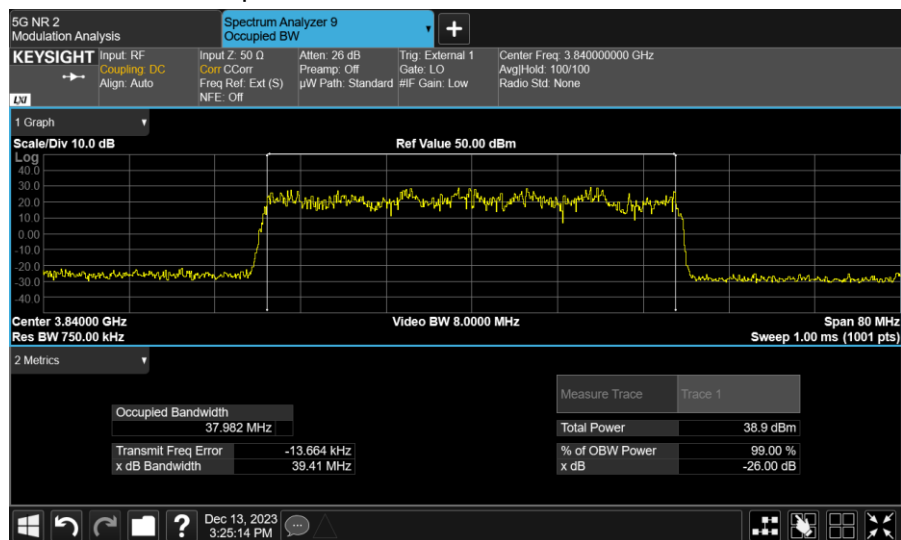 5G NR 2
Modulation Analysis
Spectrum Analyzer 9
Occupied BW
KEYSIGHT
LXI
Input: RF
Coupling: DC
Align: Auto
Input Z: 50 Ω
Corr CCorr
Freq Ref: Ext (S)
NFE: Off
Atten: 26 dB
Preamp: Off
µW Path: Standard
Trig: External 1
Gate: LO
#IF Gain: Low
Center Freq: 3.840000000 GHz
Avg|Hold: 100/100
Radio Std: None
1 Graph
Scale/Div 10.0 dB
Ref Value 50.00 dBm
Log
40.0
30.0
20.0
10.0
0.00
-10.0
-20.0
-30.0
-40.0
Center 3.84000 GHz
Video BW 8.0000 MHz
Span 80 MHz
Res BW 750.00 kHz
Sweep 1.00 ms (1001 pts)
2 Metrics
Measure Trace Trace 1
Occupied Bandwidth
37.982 MHz
Total Power 38.9 dBm
Transmit Freq Error -13.664 kHz
% of OBW Power 99.00 %
x dB Bandwidth 39.41 MHz
x dB -26.00 dB
Dec 13, 2023
3:25:14 PM